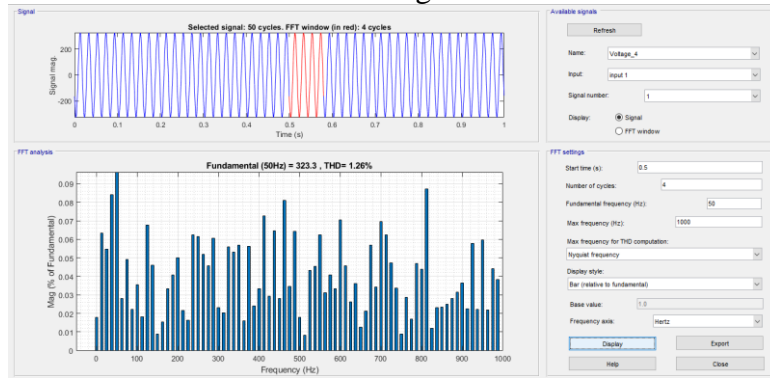 Signal
Selected signal: 50 cycles. FFT window (in red): 4 cycles
Signal mag.
200
0
-200
0
0.1
0.2
0.3
0.4
0.5
0.6
0.7
0.8
0.9
1
Time (s)
FFT analysis
Fundamental (50Hz) = 323.3 , THD= 1.26%
Mag (% of Fundamental)
0.09
0.08
0.07
0.06
0.05
0.04
0.03
0.02
0.01
0
0
100
200
300
400
500
600
700
800
900
1000
Frequency (Hz)
Available signals
Refresh
Name:
Voltage_4
Input:
input 1
Signal number:
1
Display:
Signal
FFT window
FFT settings
Start time (s):
0.5
Number of cycles:
4
Fundamental frequency (Hz):
50
Max frequency (Hz):
1000
Max frequency for THD computation:
Nyquist frequency
Display style:
Bar (relative to fundamental)
Base value:
1.0
Frequency axis:
Hertz
Display
Export
Help
Close